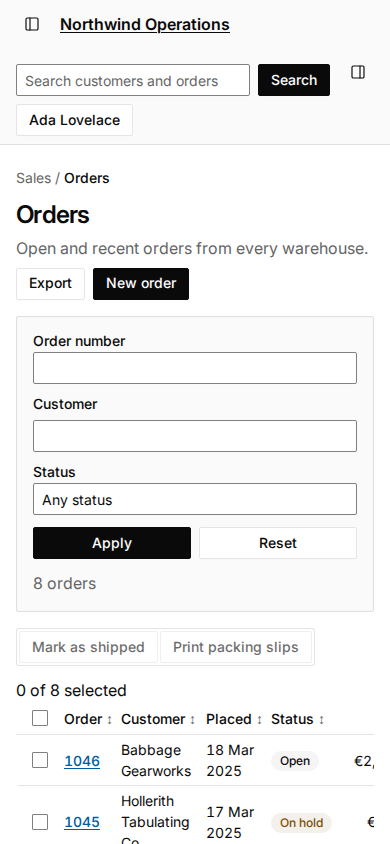 Northwind Operations
Search customers and orders
Search
Ada Lovelace
Sales / Orders
Orders
Open and recent orders from every warehouse.
Export
New order
Order number
Customer
Status
Any status
Apply
Reset
8 orders
Mark as shipped
Print packing slips
0 of 8 selected
Order ↕ Customer ↕ Placed ↕ Status ↕
1046 Babbage Gearworks 18 Mar 2025 Open €2,
1045 Hollerith Tabulating Co 17 Mar 2025 On hold €